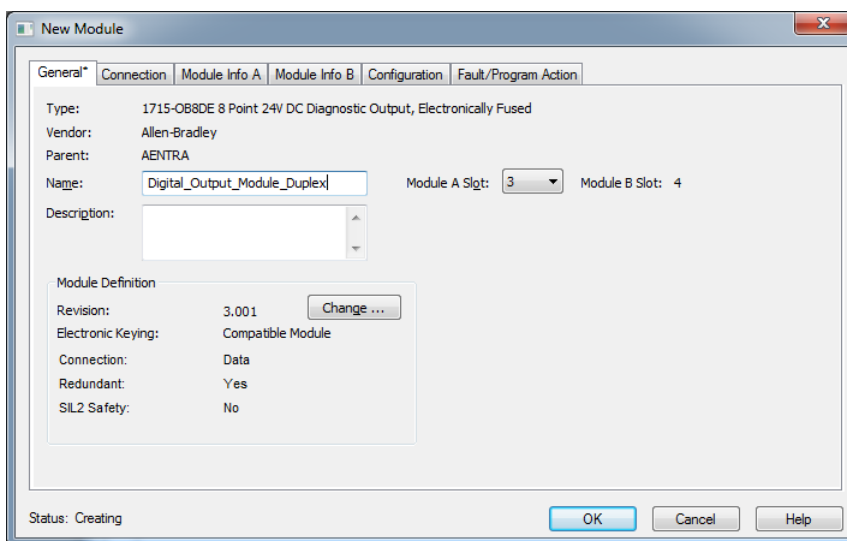 New Module
General* Connection Module Info A Module Info B Configuration Fault/Program Action
Type: 1715-OB8DE 8 Point 24V DC Diagnostic Output, Electronically Fused
Vendor: Allen-Bradley
Parent: AENTRA
Name: Digital_Output_Module_Duplex Module A Slot: 3 Module B Slot: 4
Description:
Module Definition
Revision: 3.001 Change ...
Electronic Keying: Compatible Module
Connection: Data
Redundant: Yes
SIL2 Safety: No
Status: Creating OK Cancel Help